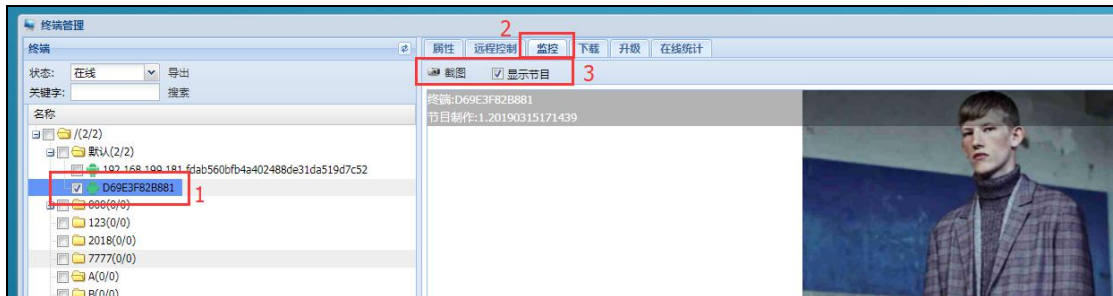 终端管理
2
终端
属性 远程控制 监控 下载 升级 在线统计
状态: 在线 导出
截图 显示节目 3
关键字: 搜索
名称
终端:D69E3F82B881
节目制作:1.20190315171439
/(2/2)
默认(2/2)
192.168.199.181 fdab560bfb4a402488de31da519d7c52
D69E3F82B881 1
888(0/0)
123(0/0)
2018(0/0)
7777(0/0)
A(0/0)
B(0/0)